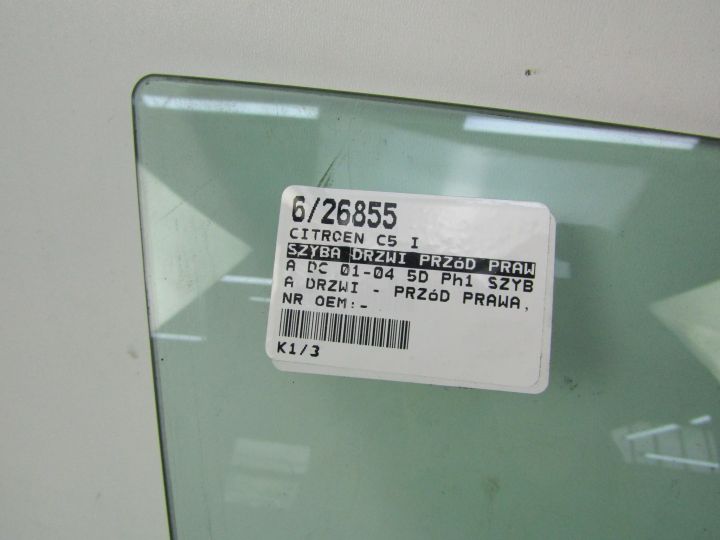 6/26855
CITROEN C5 I
SZYBA DRZWI PRZóD PRAW
A DC 01-04 5D Ph1 SZYB
A DRZWI - PRZóD PRAWA,
NR OEM:-
K1/3